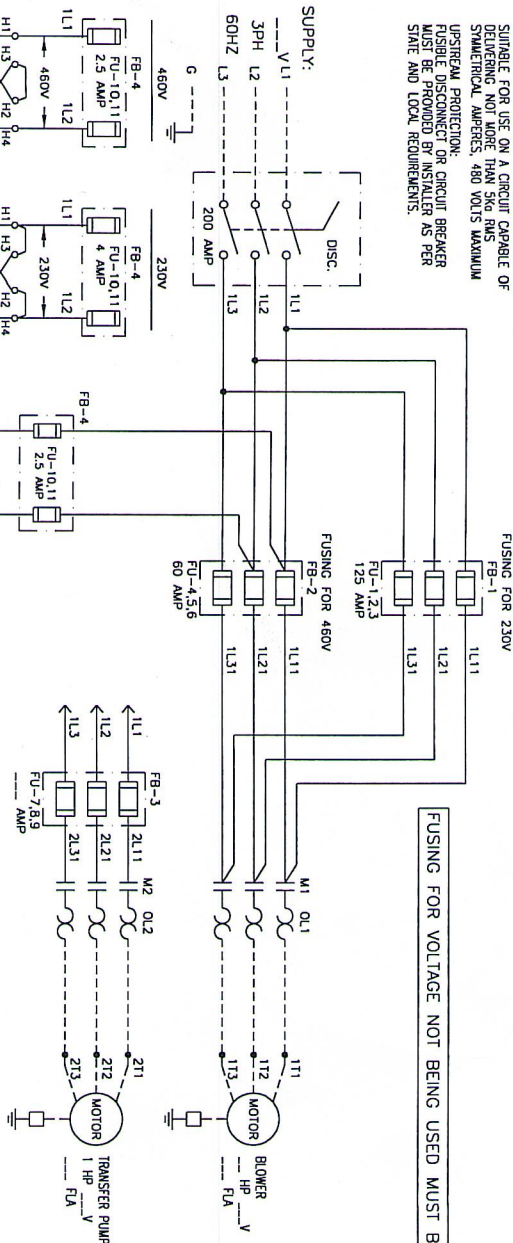 SUITABLE FOR USE ON A CIRCUIT CAPABLE OF
DELIVERING NOT MORE THAN 5Ka RMS
SYMMETRICAL AMPERES, 480 VOLTS MAXIMUM
UPSTREAM PROTECTION:
FUSIBLE DISCONNECT OR CIRCUIT BREAKER
MUST BE PROVIDED BY INSTALLER AS PER
STATE AND LOCAL REQUIREMENTS.
SUPPLY:
___V
3PH
60HZ
L1
L2
L3
G
DISC.
200 AMP
1L1
1L2
1L3
FUSING FOR 230V
FB-1
FU-1,2,3
125 AMP
1L11
1L21
1L31
FUSING FOR 460V
FB-2
FU-4,5,6
60 AMP
1L11
1L21
1L31
FUSING FOR VOLTAGE NOT BEING USED MUST B
M1
OL1
1T1
1T2
1T3
MOTOR
BLOWER
___ HP ___V
___ FLA
1L1
1L2
1L3
FB-3
FU-7,8,9
___ AMP
2L11
2L21
2L31
M2
OL2
2T1
2T2
2T3
MOTOR
TRANSFER PUMP
1 HP ___V
___ FLA
460V
FB-4
FU-10,11
2.5 AMP
1L1
1L2
460V
H1
H3
H2
H4
230V
FB-4
FU-10,11
4 AMP
1L1
1L2
230V
H1
H3
H2
H4
FB-4
FU-10,11
2.5 AMP